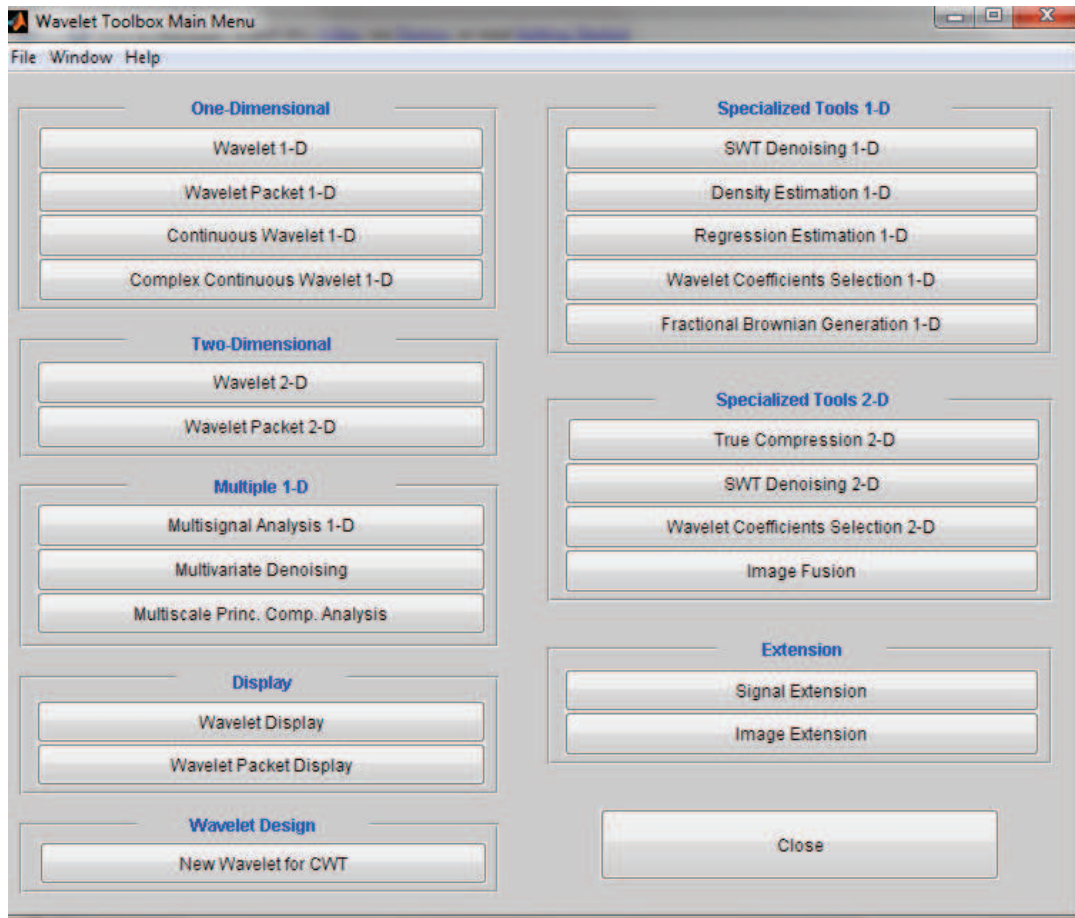 Wavelet Toolbox Main Menu
File Window Help
One-Dimensional
Wavelet 1-D
Wavelet Packet 1-D
Continuous Wavelet 1-D
Complex Continuous Wavelet 1-D
Two-Dimensional
Wavelet 2-D
Wavelet Packet 2-D
Multiple 1-D
Multisignal Analysis 1-D
Multivariate Denoising
Multiscale Princ. Comp. Analysis
Display
Wavelet Display
Wavelet Packet Display
Wavelet Design
New Wavelet for CWT
Specialized Tools 1-D
SWT Denoising 1-D
Density Estimation 1-D
Regression Estimation 1-D
Wavelet Coefficients Selection 1-D
Fractional Brownian Generation 1-D
Specialized Tools 2-D
True Compression 2-D
SWT Denoising 2-D
Wavelet Coefficients Selection 2-D
Image Fusion
Extension
Signal Extension
Image Extension
Close